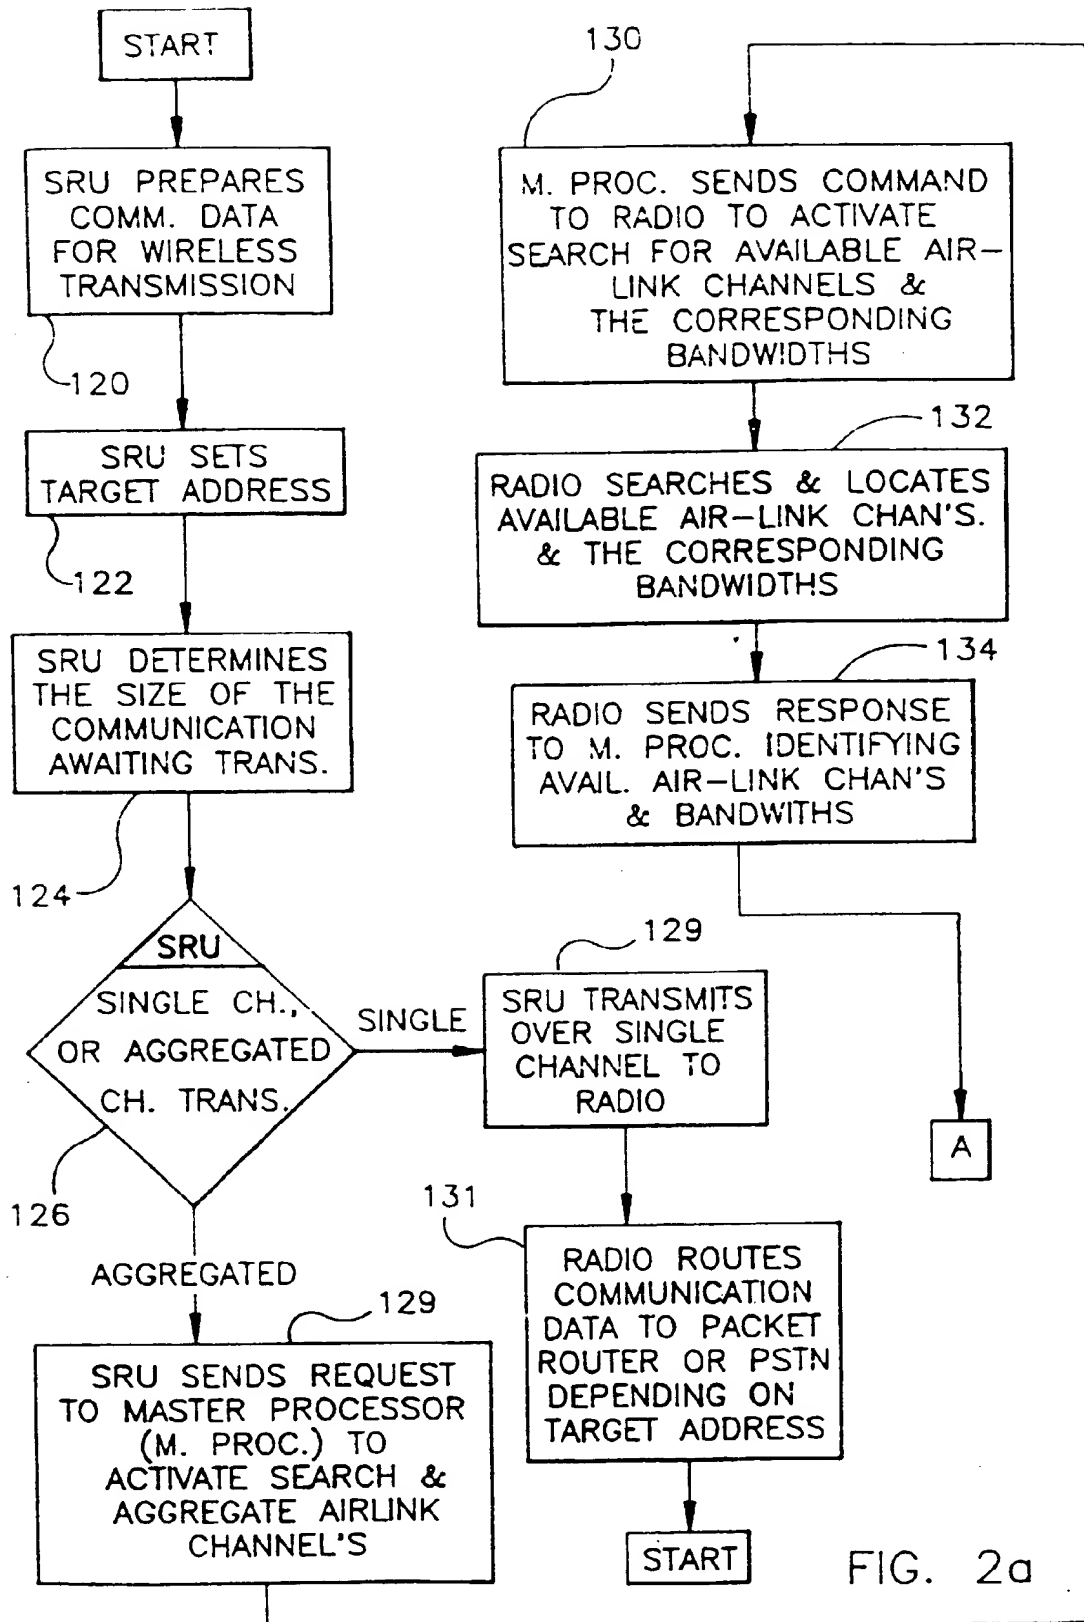 START
SRU PREPARES
COMM. DATA
FOR WIRELESS
TRANSMISSION
120
SRU SETS
TARGET ADDRESS
122
SRU DETERMINES
THE SIZE OF THE
COMMUNICATION
AWAITING TRANS.
124
SRU
SINGLE CH.,
OR AGGREGATED
CH. TRANS.
126
SINGLE
AGGREGATED
129
SRU SENDS REQUEST
TO MASTER PROCESSOR
(M. PROC.) TO
ACTIVATE SEARCH &
AGGREGATE AIRLINK
CHANNEL'S
129
SRU TRANSMITS
OVER SINGLE
CHANNEL TO
RADIO
131
RADIO ROUTES
COMMUNICATION
DATA TO PACKET
ROUTER OR PSTN
DEPENDING ON
TARGET ADDRESS
START
130
M. PROC. SENDS COMMAND
TO RADIO TO ACTIVATE
SEARCH FOR AVAILABLE AIR-
LINK CHANNELS &
THE CORRESPONDING
BANDWIDTHS
132
RADIO SEARCHES & LOCATES
AVAILABLE AIR-LINK CHAN'S.
& THE CORRESPONDING
BANDWIDTHS
134
RADIO SENDS RESPONSE
TO M. PROC. IDENTIFYING
AVAIL. AIR-LINK CHAN'S
& BANDWITHS
A
FIG. 2a